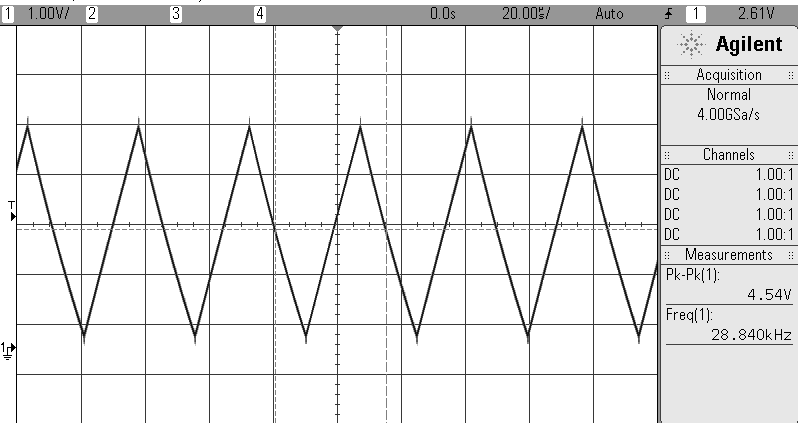 1 1.00V/ 2 3 4 0.0s 20.00㎲/ Auto 1 2.61V
Agilent
Acquisition
Normal
4.00GSa/s
Channels
DC 1.00:1
DC 1.00:1
DC 1.00:1
DC 1.00:1
Measurements
Pk-Pk(1):
4.54V
Freq(1):
28.840kHz
T
1